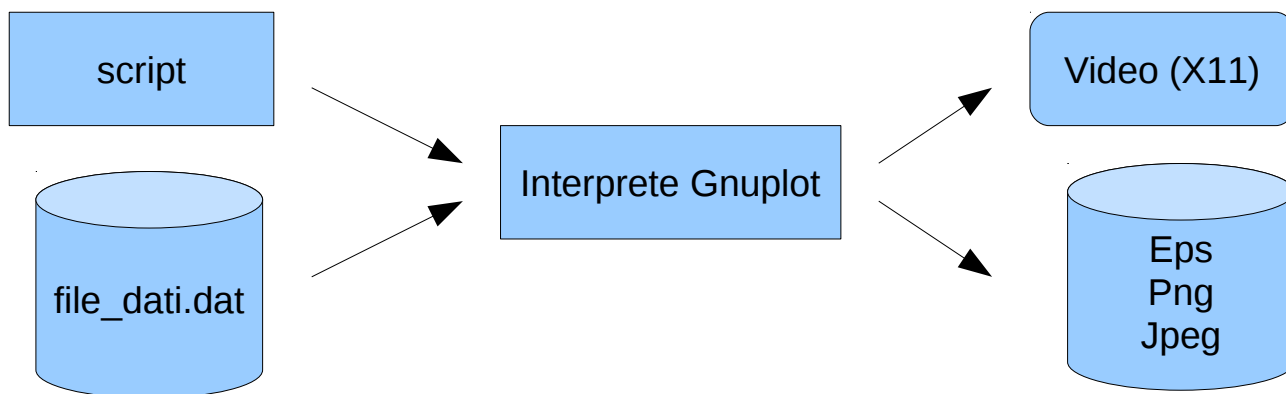 script
file_dati.dat
Interprete Gnuplot
Video (X11)
Eps
Png
Jpeg